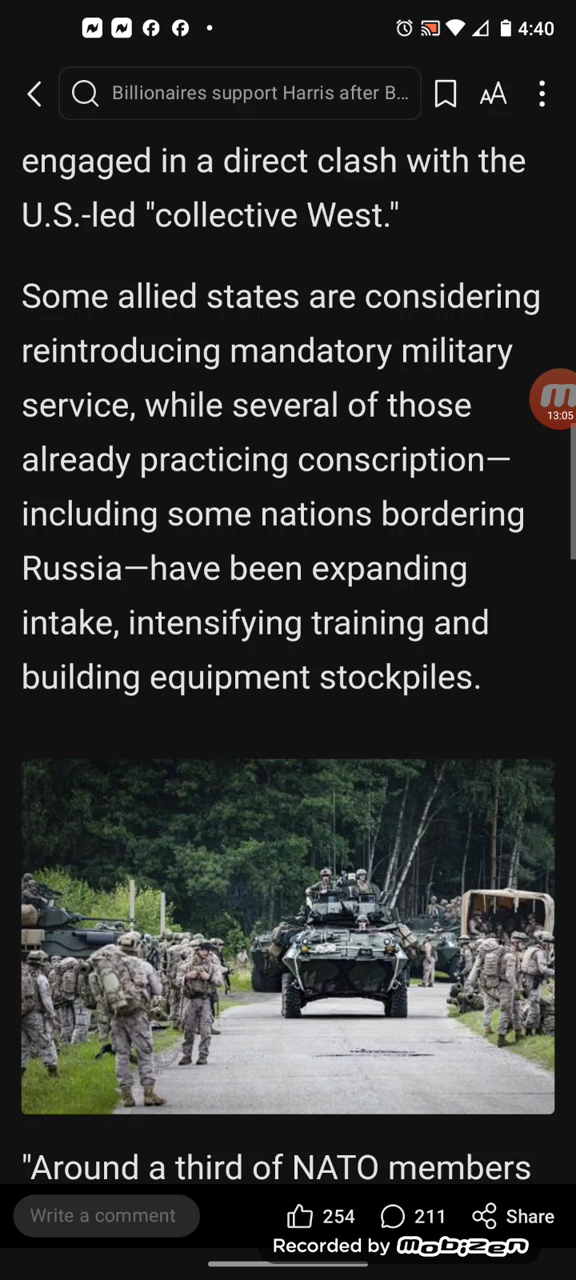 4:40
Billionaires support Harris after B...
AA
engaged in a direct clash with the
U.S.-led "collective West."
Some allied states are considering
reintroducing mandatory military
service, while several of those
already practicing conscription—
including some nations bordering
Russia—have been expanding
intake, intensifying training and
building equipment stockpiles.
m
13:05
"Around a third of NATO members
Write a comment
254
211
Share
Recorded by mobizen